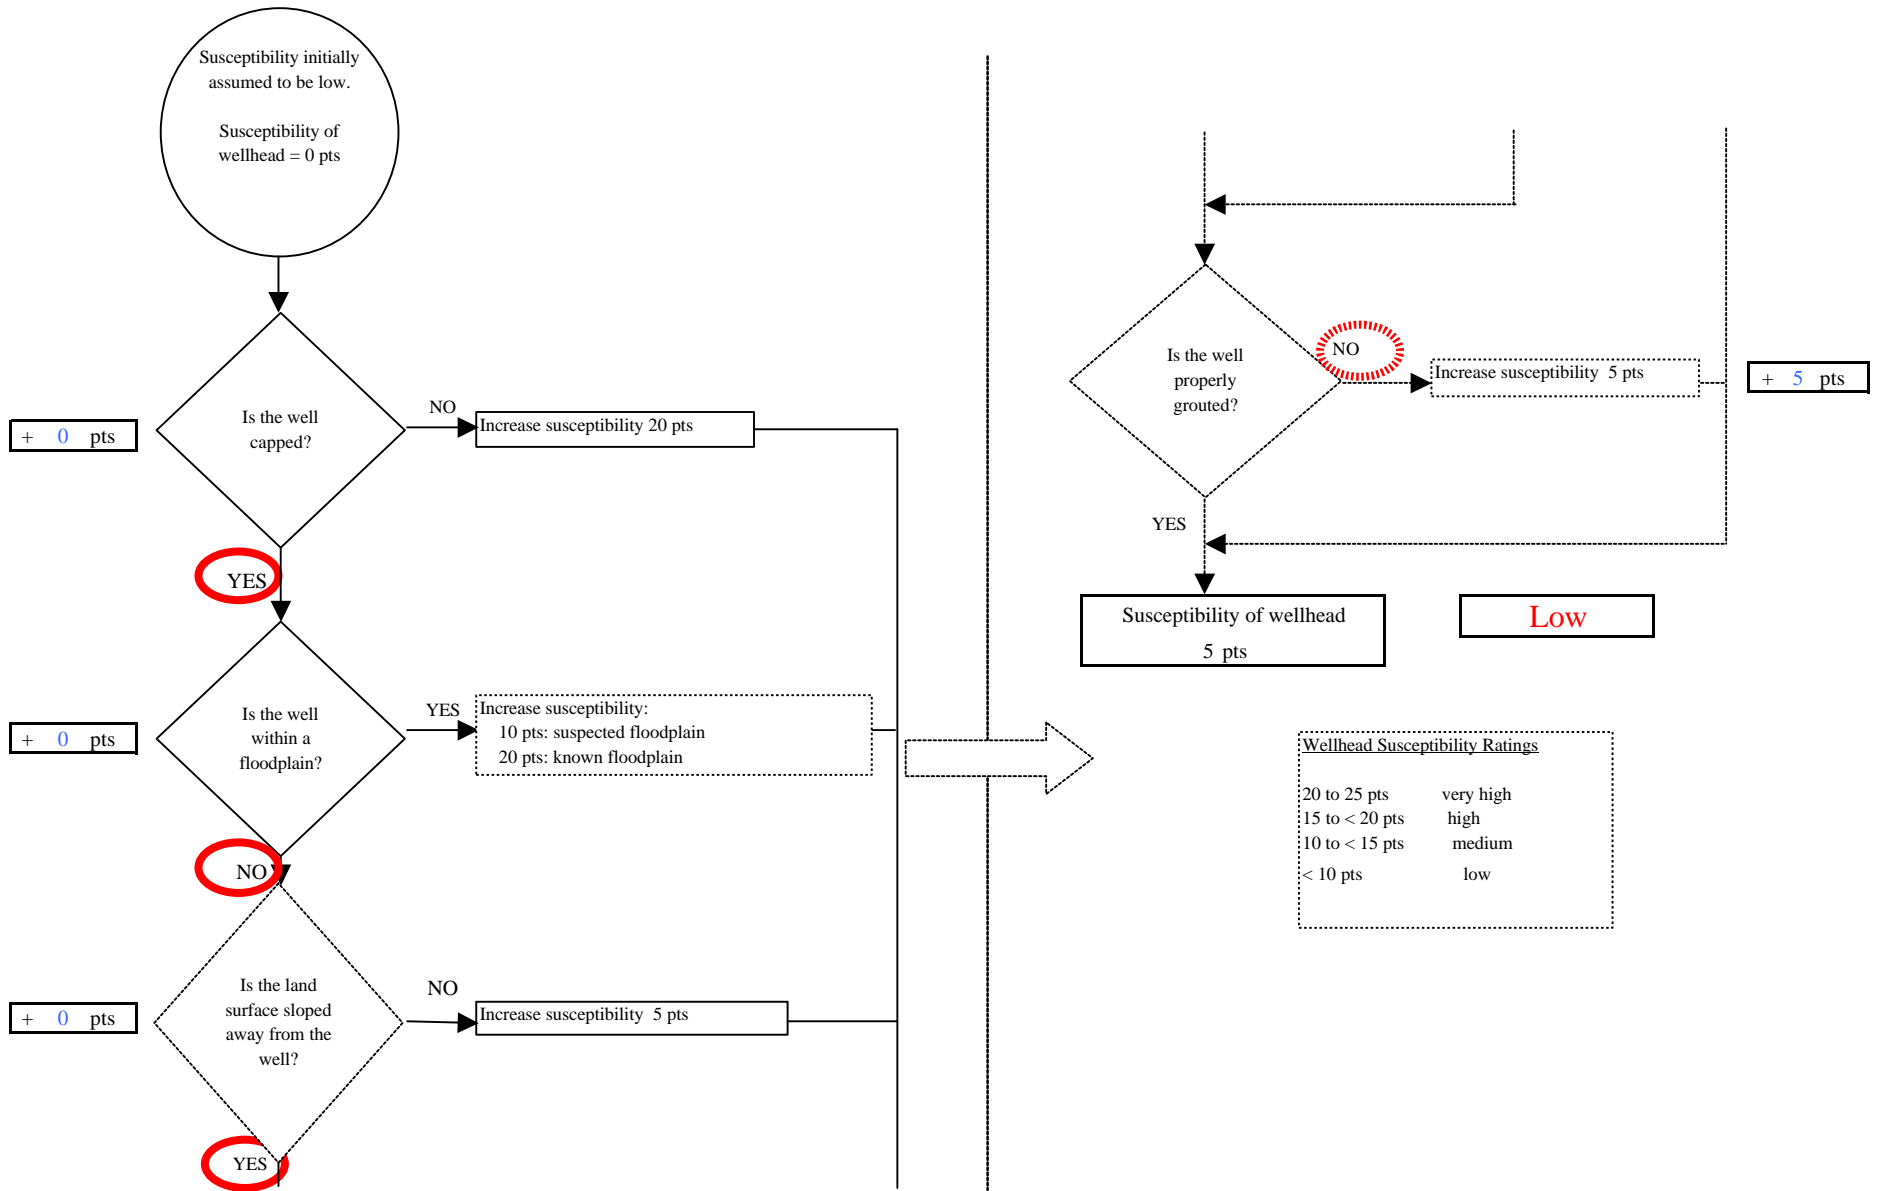 Susceptibility initially
assumed to be low.
Susceptibility of
wellhead = 0 pts
Is the well
capped?
NO
Increase susceptibility 20 pts
+ 0 pts
YES
Is the well
within a
floodplain?
YES
Increase susceptibility:
10 pts: suspected floodplain
20 pts: known floodplain
+ 0 pts
NO
Is the land
surface sloped
away from the
well?
NO
Increase susceptibility 5 pts
+ 0 pts
YES
Is the well
properly
grouted?
NO
Increase susceptibility 5 pts
+ 5 pts
YES
Susceptibility of wellhead
5 pts
Low
Wellhead Susceptibility Ratings
20 to 25 pts very high
15 to < 20 pts high
10 to < 15 pts medium
< 10 pts low